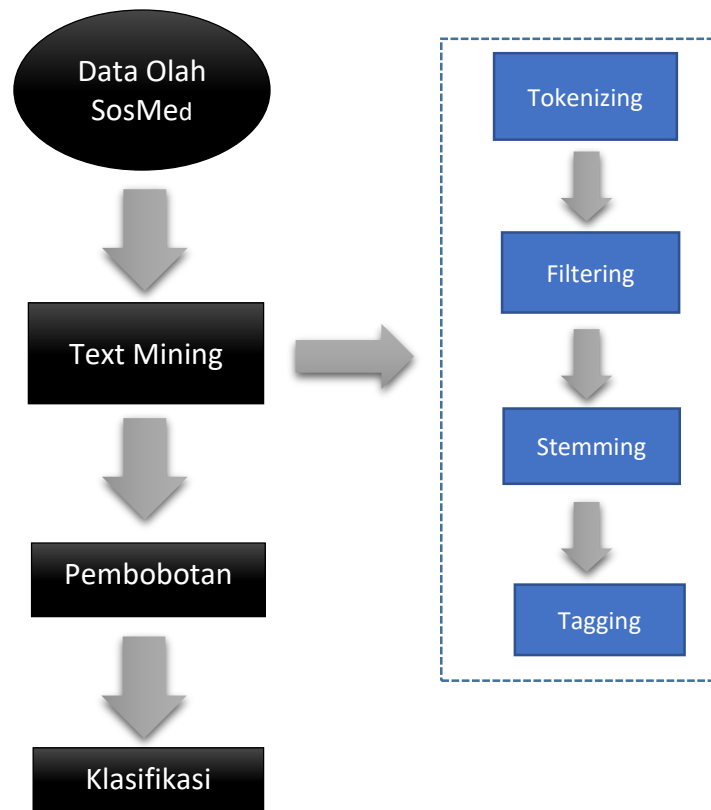 Data Olah
SosMed
Text Mining
Pembobotan
Klasifikasi
Tokenizing
Filtering
Stemming
Tagging